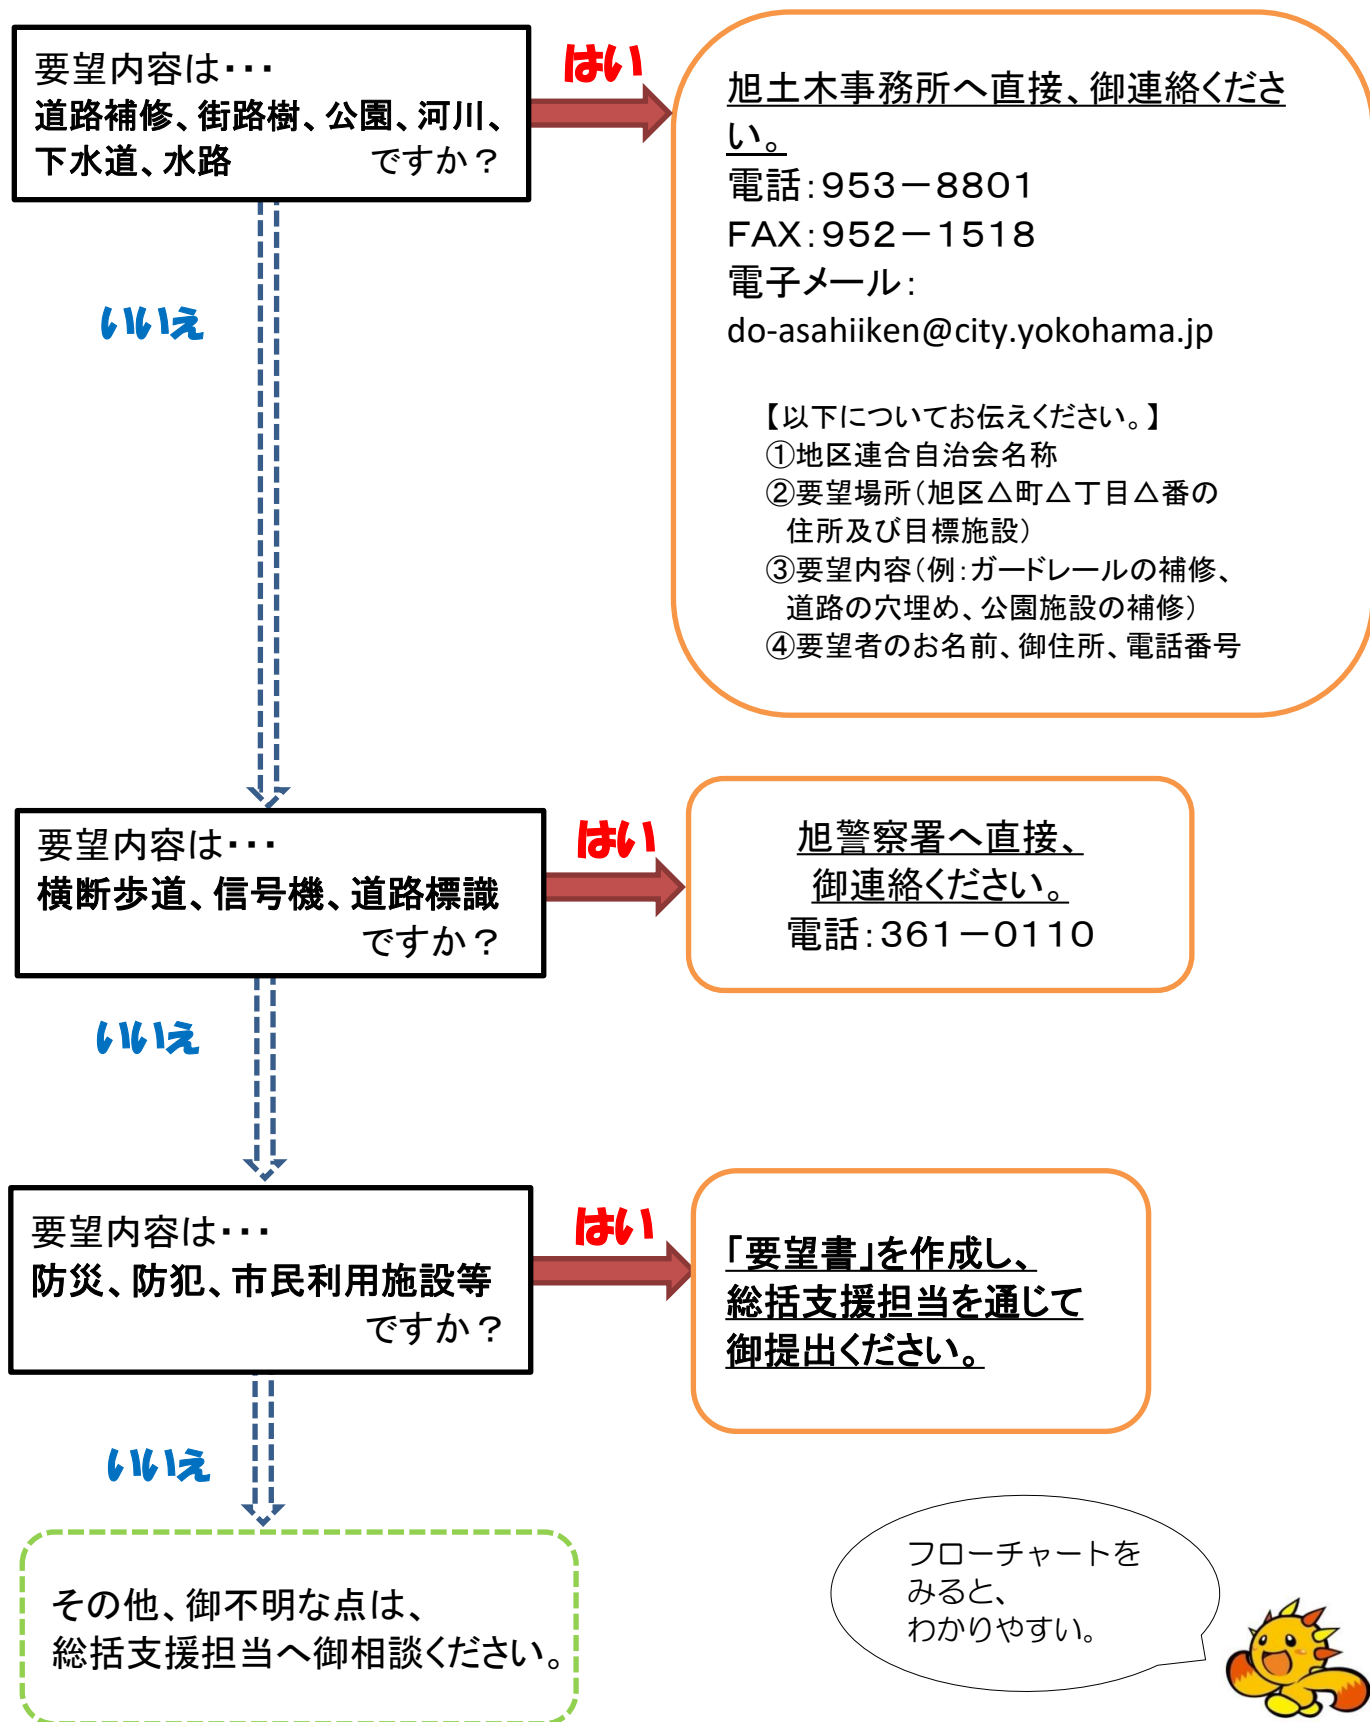 要望内容は・・・
道路補修、街路樹、公園、河川、
下水道、水路　ですか？
はい
旭土木事務所へ直接、御連絡くださ
い。
電話：９５３－８８０１
FAX：９５２－１５１８
電子メール：
do-asahiiken@city.yokohama.jp
【以下についてお伝えください。】
①地区連合自治会名称
②要望場所（旭区△町△丁目△番の
住所及び目標施設）
③要望内容（例：ガードレールの補修、
道路の穴埋め、公園施設の補修）
④要望者のお名前、御住所、電話番号
いいえ
要望内容は・・・
横断歩道、信号機、道路標識
ですか？
はい
旭警察署へ直接、
御連絡ください。
電話：３６１－０１１０
いいえ
要望内容は・・・
防災、防犯、市民利用施設等
ですか？
はい
「要望書」を作成し、
総括支援担当を通じて
御提出ください。
いいえ
その他、御不明な点は、
総括支援担当へ御相談ください。
フローチャートを
みると、
わかりやすい。